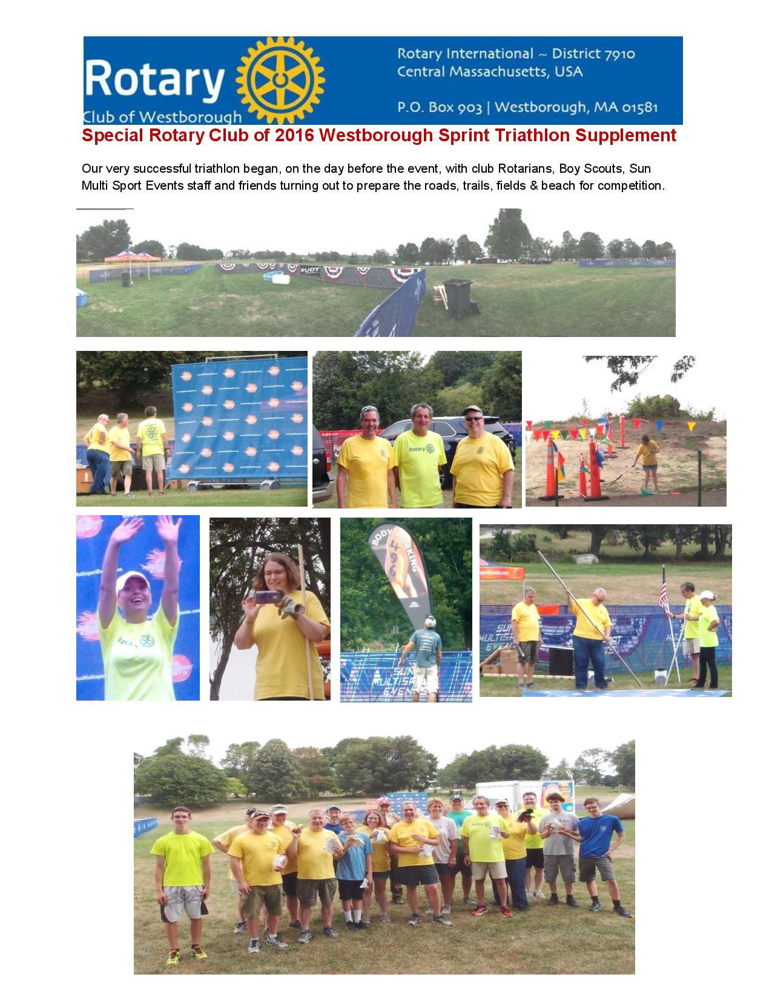 Rotary
Club of Westborough
Rotary International ~ District 7910
Central Massachusetts, USA
P.O. Box 903 | Westborough, MA 01581
Special Rotary Club of 2016 Westborough Sprint Triathlon Supplement
Our very successful triathlon began, on the day before the event, with club Rotarians, Boy Scouts, Sun
Multi Sport Events staff and friends turning out to prepare the roads, trails, fields & beach for competition.
RUDY
Rotary
BODY MARKING
496
SUN
MULTISPORT
EVENTS
SUN
MULTISPORT
EVENTS
Rotary